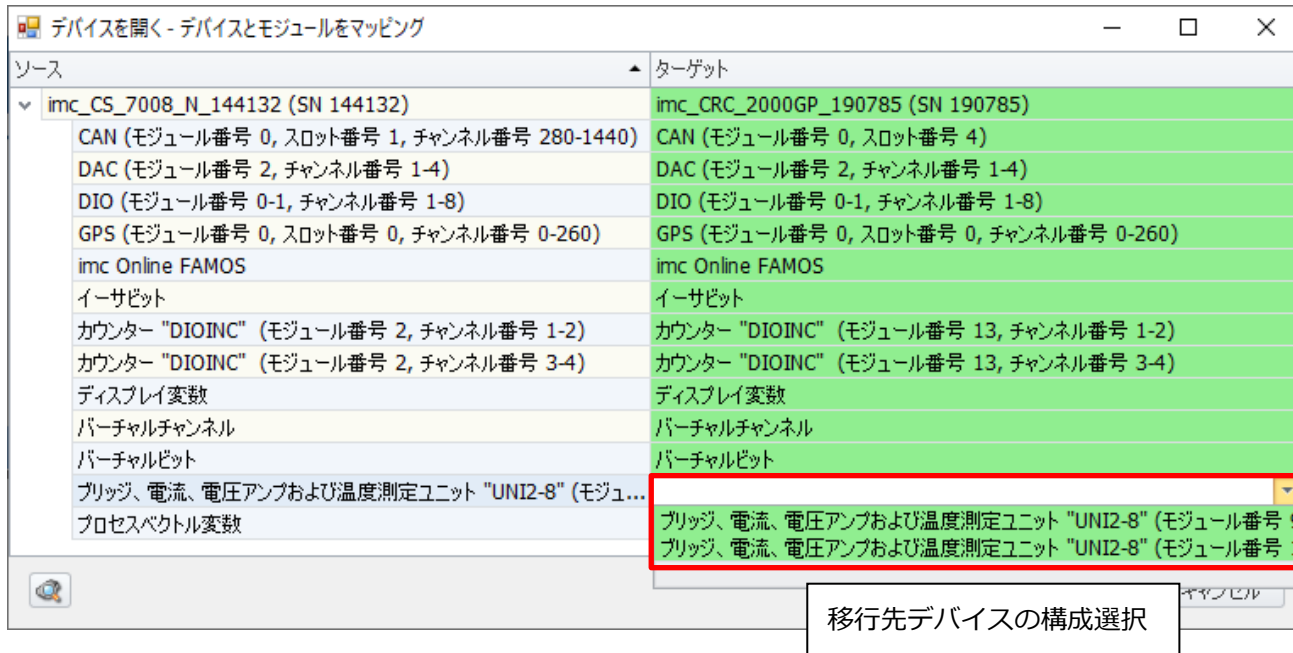 デバイスを開く - デバイスとモジュールをマッピング
ソース
ターゲット
imc_CS_7008_N_144132 (SN 144132)
imc_CRC_2000GP_190785 (SN 190785)
CAN (モジュール番号 0, スロット番号 1, チャンネル番号 280-1440)
CAN (モジュール番号 0, スロット番号 4)
DAC (モジュール番号 2, チャンネル番号 1-4)
DAC (モジュール番号 2, チャンネル番号 1-4)
DIO (モジュール番号 0-1, チャンネル番号 1-8)
DIO (モジュール番号 0-1, チャンネル番号 1-8)
GPS (モジュール番号 0, スロット番号 0, チャンネル番号 0-260)
GPS (モジュール番号 0, スロット番号 0, チャンネル番号 0-260)
imc Online FAMOS
imc Online FAMOS
イーサビット
イーサビット
カウンター "DIOINC" (モジュール番号 2, チャンネル番号 1-2)
カウンター "DIOINC" (モジュール番号 13, チャンネル番号 1-2)
カウンター "DIOINC" (モジュール番号 2, チャンネル番号 3-4)
カウンター "DIOINC" (モジュール番号 13, チャンネル番号 3-4)
ディスプレイ変数
ディスプレイ変数
バーチャルチャンネル
バーチャルチャンネル
バーチャルビット
バーチャルビット
ブリッジ、電流、電圧アンプおよび温度測定ユニット "UNI2-8" (モジュ...
プロセスベクトル変数
ブリッジ、電流、電圧アンプおよび温度測定ユニット "UNI2-8" (モジュール番号
ブリッジ、電流、電圧アンプおよび温度測定ユニット "UNI2-8" (モジュール番号
キャンセル
移行先デバイスの構成選択